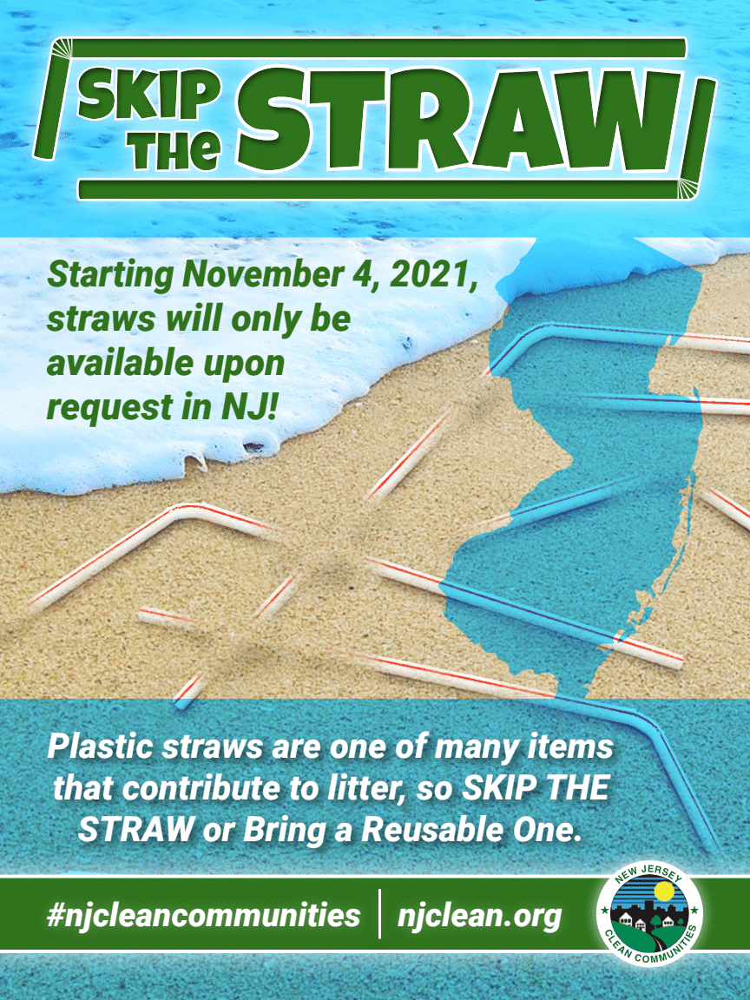 SKIP
THE STRAW
Starting November 4, 2021,
straws will only be
available upon
request in NJ!
Plastic straws are one of many items
that contribute to litter, so SKIP THE
STRAW or Bring a Reusable One.
#njcleancommunities | njclean.org
NEW JERSEY
CLEAN COMMUNITIES